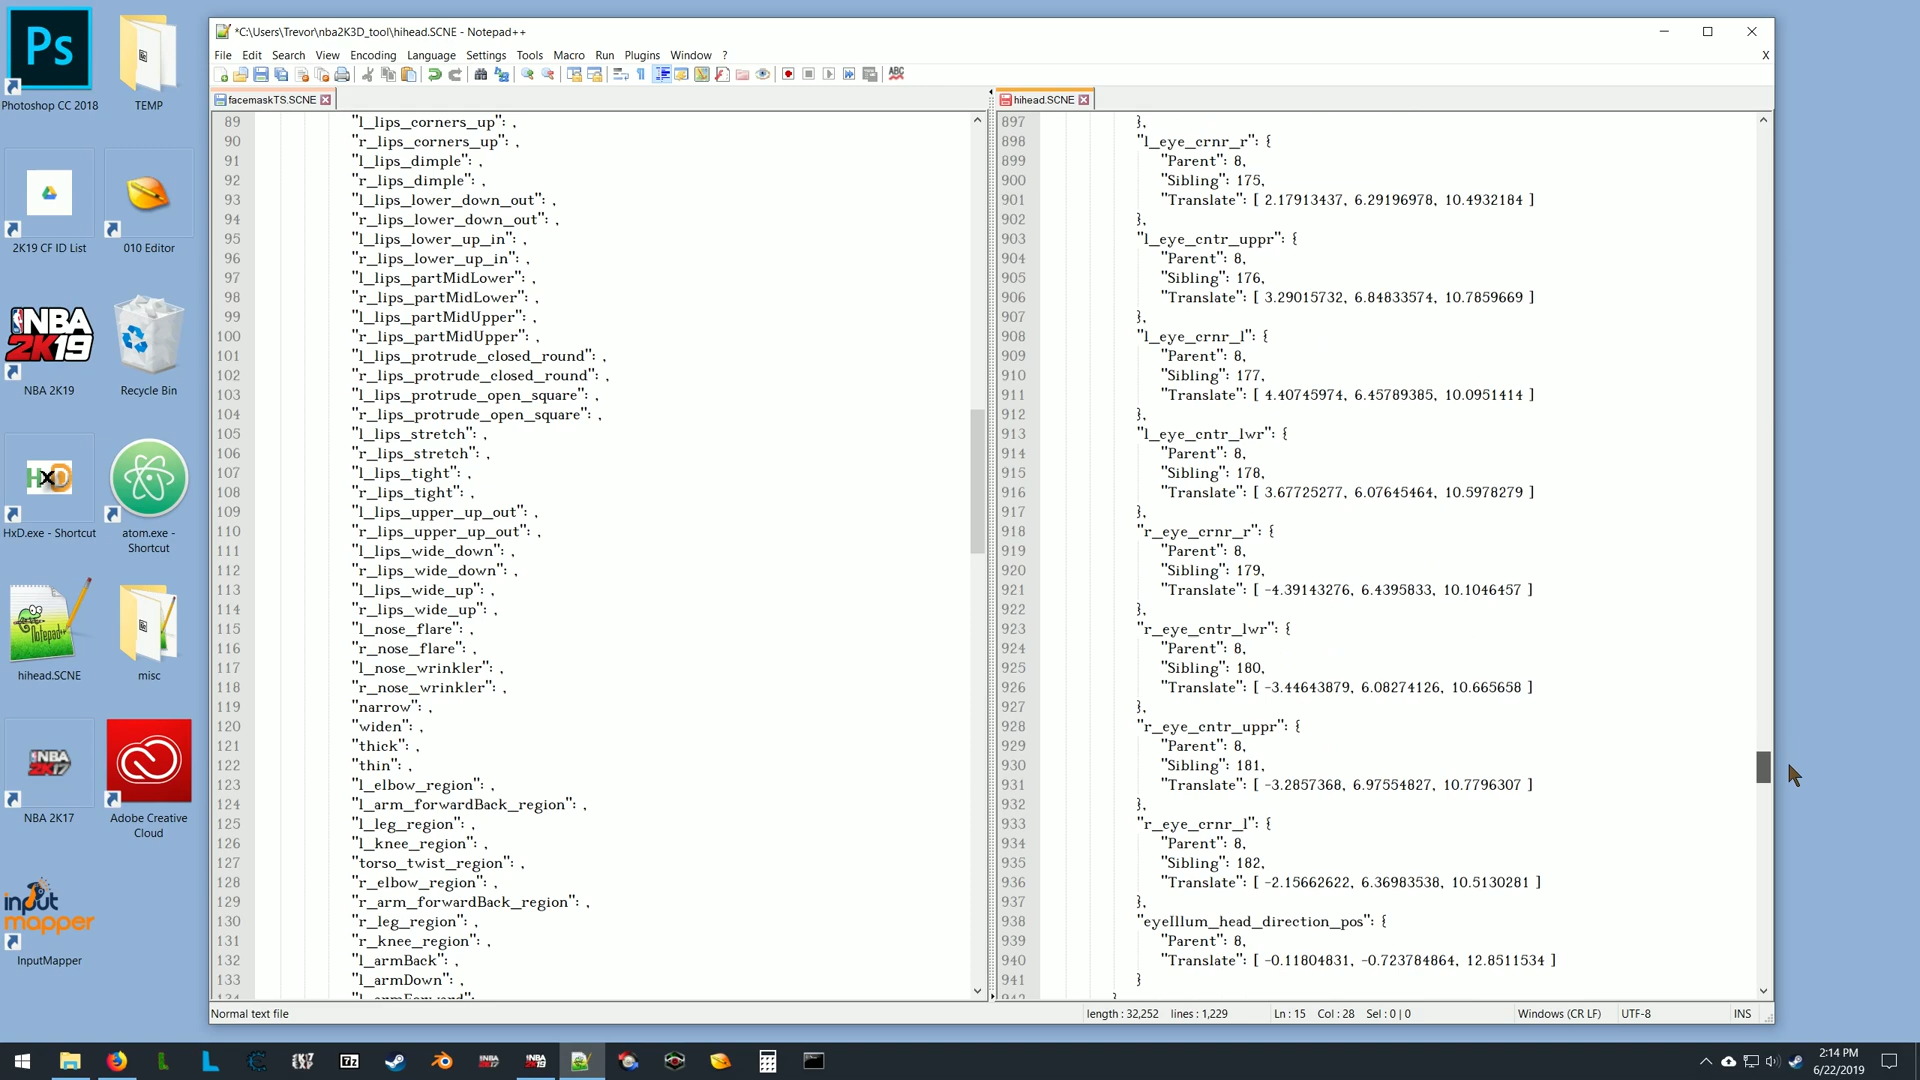 *C:\Users\Trevor\nba2K3D_tool\hihead.SCNE - Notepad++
File Edit Search View Encoding Language Settings Tools Macro Run Plugins Window ?
X
facemaskTS.SCNE
hihead.SCNE
89 "l_lips_corners_up": ,
90 "r_lips_corners_up": ,
91 "l_lips_dimple": ,
92 "r_lips_dimple": ,
93 "l_lips_lower_down_out": ,
94 "r_lips_lower_down_out": ,
95 "l_lips_lower_up_in": ,
96 "r_lips_lower_up_in": ,
97 "l_lips_partMidLower": ,
98 "r_lips_partMidLower": ,
99 "l_lips_partMidUpper": ,
100 "r_lips_partMidUpper": ,
101 "l_lips_protrude_closed_round": ,
102 "r_lips_protrude_closed_round": ,
103 "l_lips_protrude_open_square": ,
104 "r_lips_protrude_open_square": ,
105 "l_lips_stretch": ,
106 "r_lips_stretch": ,
107 "l_lips_tight": ,
108 "r_lips_tight": ,
109 "l_lips_upper_up_out": ,
110 "r_lips_upper_up_out": ,
111 "l_lips_wide_down": ,
112 "r_lips_wide_down": ,
113 "l_lips_wide_up": ,
114 "r_lips_wide_up": ,
115 "l_nose_flare": ,
116 "r_nose_flare": ,
117 "l_nose_wrinkler": ,
118 "r_nose_wrinkler": ,
119 "narrow": ,
120 "widen": ,
121 "thick": ,
122 "thin": ,
123 "l_elbow_region": ,
124 "l_arm_forwardBack_region": ,
125 "l_leg_region": ,
126 "l_knee_region": ,
127 "torso_twist_region": ,
128 "r_elbow_region": ,
129 "r_arm_forwardBack_region": ,
130 "r_leg_region": ,
131 "r_knee_region": ,
132 "l_armBack": ,
133 "l_armDown": ,
134 "l_armForward": ,
897 },
898 "l_eye_crnr_r": {
899 "Parent": 8,
900 "Sibling": 175,
901 "Translate": [ 2.17913437, 6.29196978, 10.4932184 ]
902 },
903 "l_eye_cntr_uppr": {
904 "Parent": 8,
905 "Sibling": 176,
906 "Translate": [ 3.29015732, 6.84833574, 10.7859669 ]
907 },
908 "l_eye_crnr_l": {
909 "Parent": 8,
910 "Sibling": 177,
911 "Translate": [ 4.40745974, 6.45789385, 10.0951414 ]
912 },
913 "l_eye_cntr_lwr": {
914 "Parent": 8,
915 "Sibling": 178,
916 "Translate": [ 3.67725277, 6.07645464, 10.5978279 ]
917 },
918 "r_eye_crnr_r": {
919 "Parent": 8,
920 "Sibling": 179,
921 "Translate": [ -4.39143276, 6.4395833, 10.1046457 ]
922 },
923 "r_eye_cntr_lwr": {
924 "Parent": 8,
925 "Sibling": 180,
926 "Translate": [ -3.44643879, 6.08274126, 10.665658 ]
927 },
928 "r_eye_cntr_uppr": {
929 "Parent": 8,
930 "Sibling": 181,
931 "Translate": [ -3.2857368, 6.97554827, 10.7796307 ]
932 },
933 "r_eye_crnr_l": {
934 "Parent": 8,
935 "Sibling": 182,
936 "Translate": [ -2.15662622, 6.36983538, 10.5130281 ]
937 },
938 "eyeIllum_head_direction_pos": {
939 "Parent": 8,
940 "Translate": [ -0.11804831, -0.723784864, 12.8511534 ]
941 }
942 }
Normal text file
length : 32,252 lines : 1,229
Ln : 15 Col : 28 Sel : 0 | 0
Windows (CR LF)
UTF-8
INS
Ps
Photoshop CC 2018
TEMP
2K19 CF ID List
010 Editor
NBA
2K19
NBA 2K19
Recycle Bin
HxD
HxD.exe - Shortcut
atom.exe -
Shortcut
Notepad++
hihead.SCNE
misc
NBA
2K17
NBA 2K17
Adobe Creative
Cloud
input
mapper
InputMapper
2:14 PM
6/22/2019